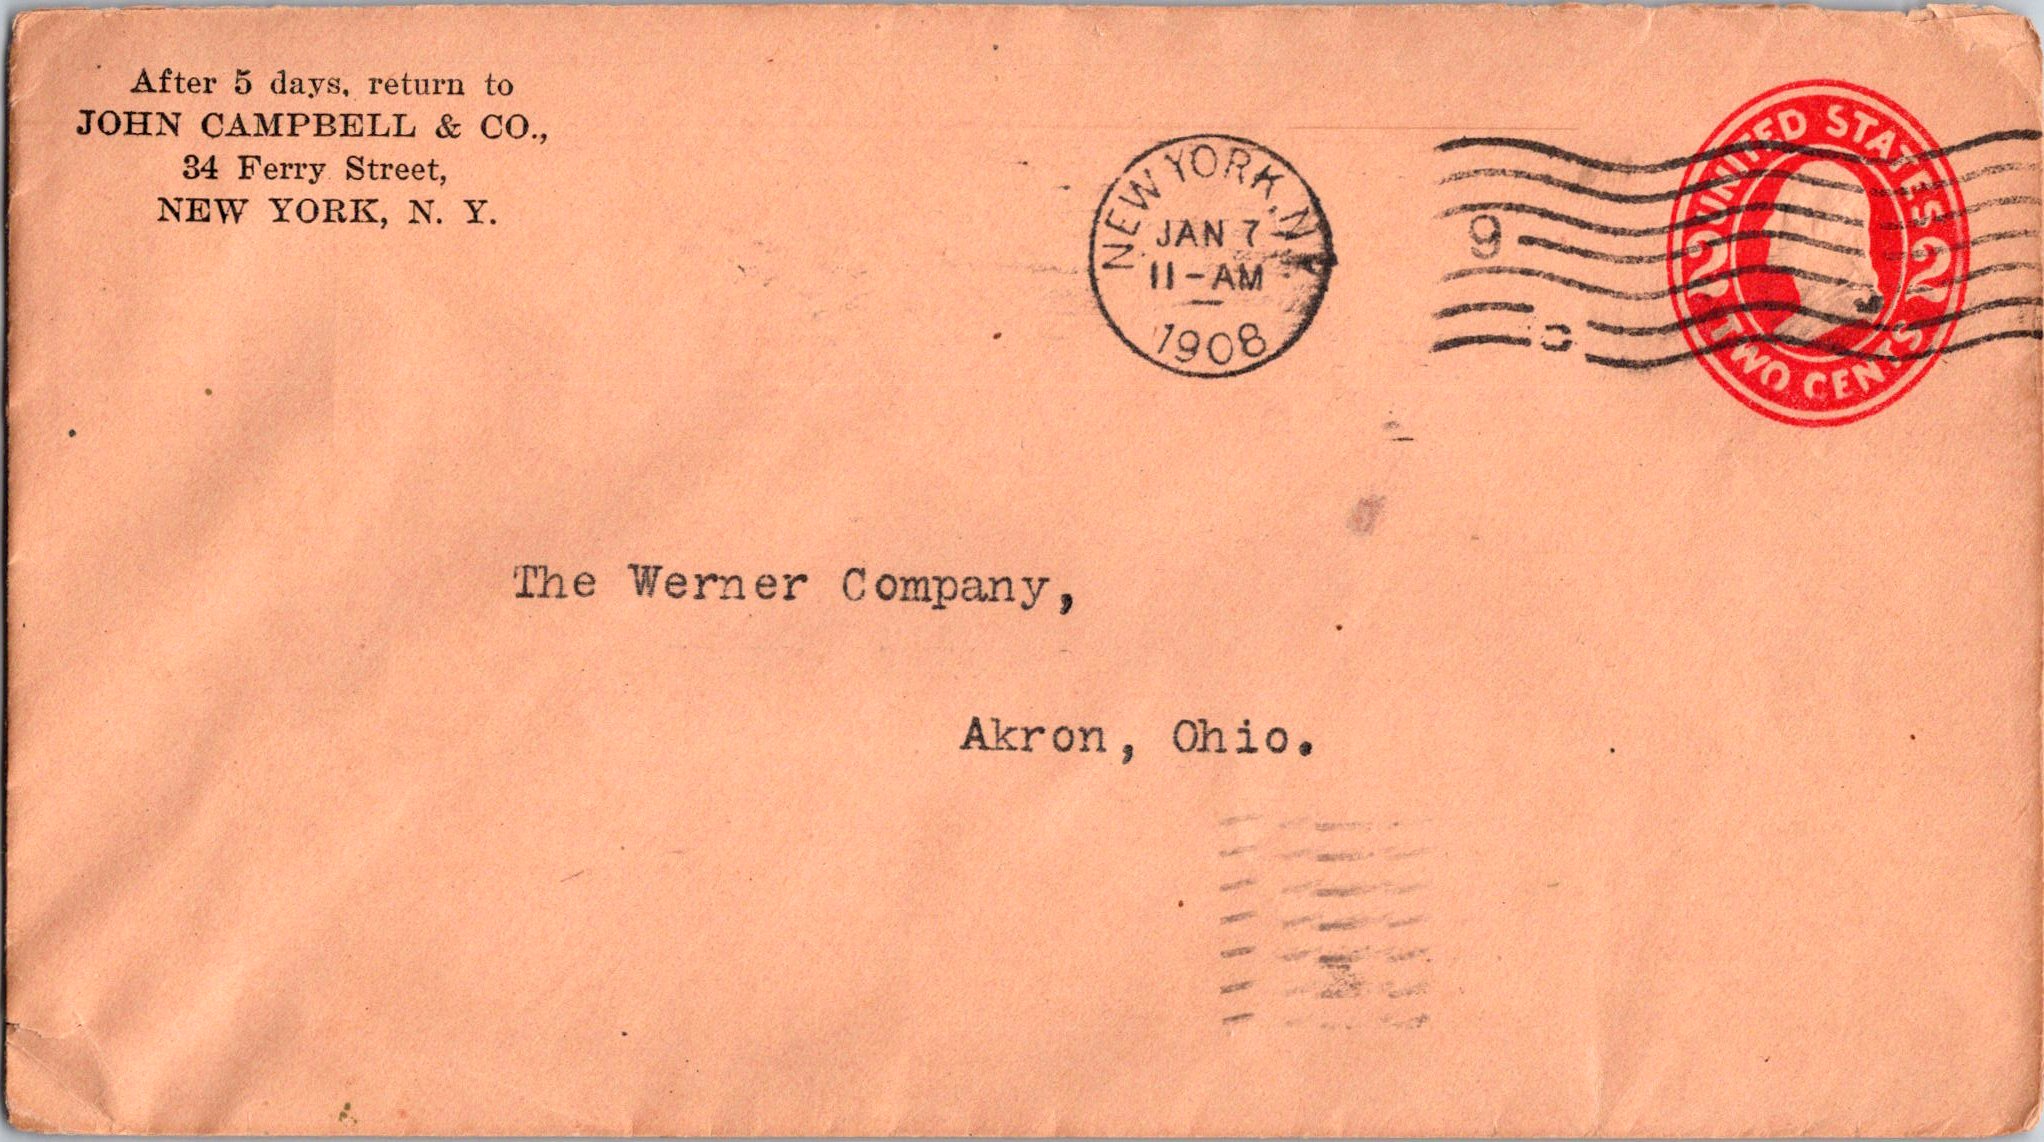 After 5 days, return to
JOHN CAMPBELL & CO.,
34 Ferry Street,
NEW YORK, N. Y.
NEW YORK, N.Y.
JAN 7
11-AM
1908
9
UNITED STATES
2 2
TWO CENTS
The Werner Company,
Akron, Ohio.